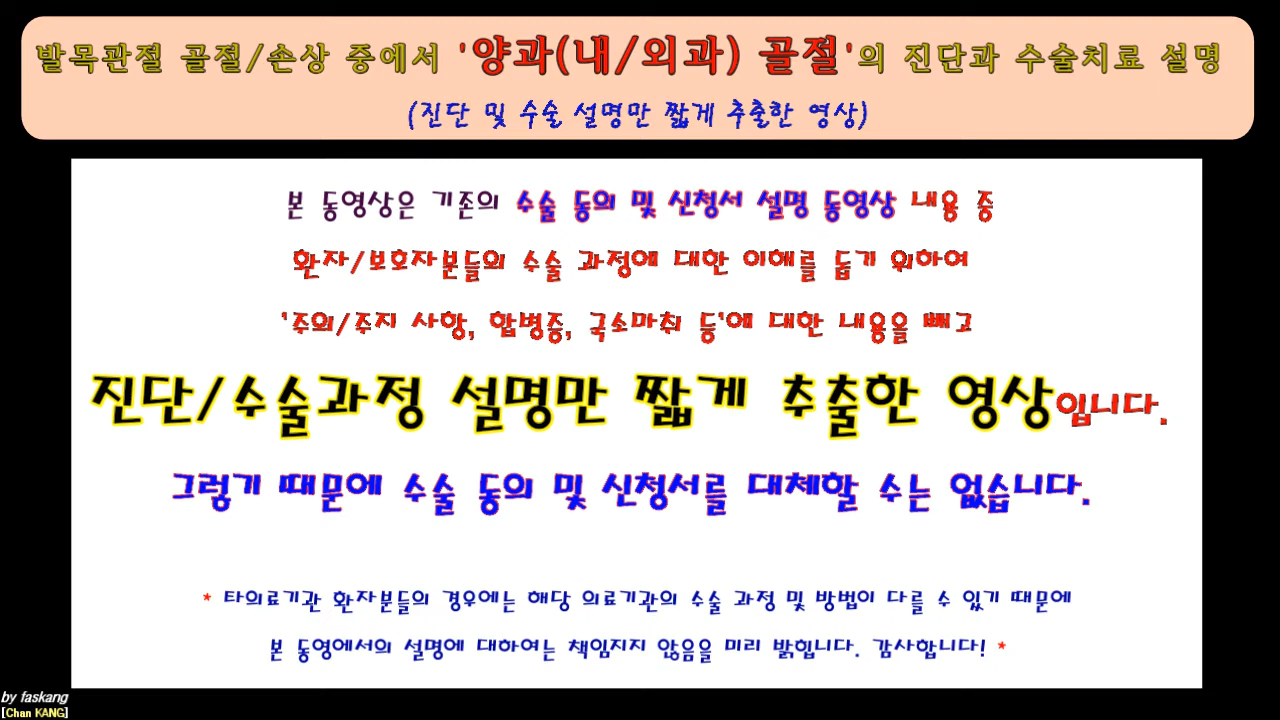 발목관절 골절/손상 중에서 '양과(내/외과) 골절'의 진단과 수술치료 설명
(진단 및 수술 설명만 짧게 추출한 영상)
본 동영상은 기존의 수술 동의 및 신청서 설명 동영상 내용 중
환자/보호자분들의 수술 과정에 대한 이해를 돕기 위하여
'주의/주지 사항, 합병증, 국소마취 등'에 대한 내용을 빼고
진단/수술과정 설명만 짧게 추출한 영상입니다.
그렇기 때문에 수술 동의 및 신청서를 대체할 수는 없습니다.
* 타의료기관 환자분들의 경우에는 해당 의료기관의 수술 과정 및 방법이 다를 수 있기 때문에
본 동영에서의 설명에 대하여는 책임지지 않음을 미리 밝힙니다. 감사합니다! *
by faskang
[Chan KANG]